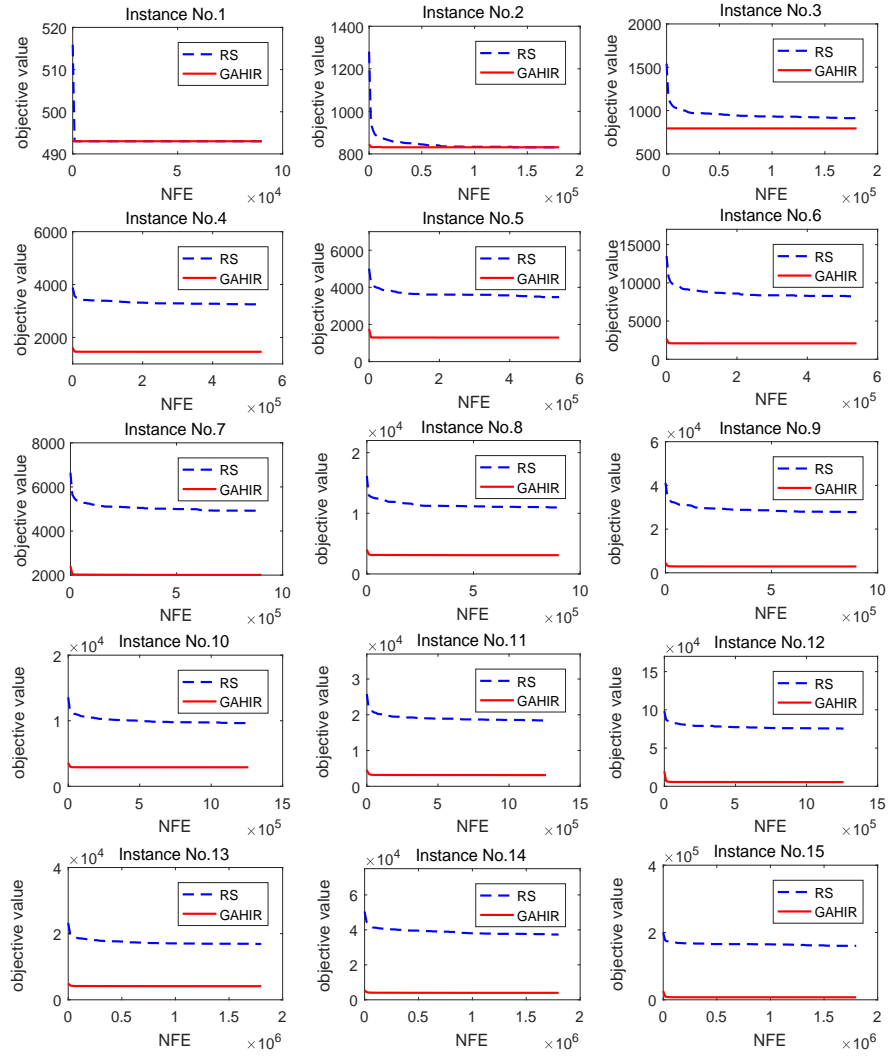 Instance No.1
objective value
520
510
500
490
RS
GAHIR
0
5
10
NFE
×10^4
Instance No.2
objective value
1400
1200
1000
800
RS
GAHIR
0
0.5
1
1.5
2
NFE
×10^5
Instance No.3
objective value
2000
1500
1000
500
RS
GAHIR
0
0.5
1
1.5
2
NFE
×10^5
Instance No.4
objective value
6000
4000
2000
RS
GAHIR
0
2
4
6
NFE
×10^5
Instance No.5
objective value
6000
4000
2000
0
RS
GAHIR
0
2
4
6
NFE
×10^5
Instance No.6
objective value
15000
10000
5000
0
RS
GAHIR
0
2
4
6
NFE
×10^5
Instance No.7
objective value
8000
6000
4000
2000
RS
GAHIR
0
5
10
NFE
×10^5
Instance No.8
×10^4
objective value
2
1
0
RS
GAHIR
0
5
10
NFE
×10^5
Instance No.9
×10^4
objective value
6
4
2
0
RS
GAHIR
0
5
10
NFE
×10^5
Instance No.10
×10^4
objective value
2
1
0
RS
GAHIR
0
5
10
15
NFE
×10^5
Instance No.11
×10^4
objective value
3
2
1
0
RS
GAHIR
0
5
10
15
NFE
×10^5
Instance No.12
×10^4
objective value
15
10
5
0
RS
GAHIR
0
5
10
15
NFE
×10^5
Instance No.13
×10^4
objective value
4
2
0
RS
GAHIR
0
0.5
1
1.5
2
NFE
×10^6
Instance No.14
×10^4
objective value
6
4
2
0
RS
GAHIR
0
0.5
1
1.5
2
NFE
×10^6
Instance No.15
×10^5
objective value
4
2
0
RS
GAHIR
0
0.5
1
1.5
2
NFE
×10^6